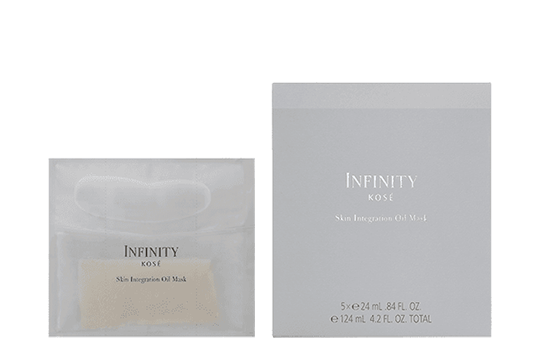 INFINITY
KOSÉ
Skin Integration Oil Mask
INFINITY
KOSÉ
Skin Integration Oil Mask
5×℮24 mL .84 FL. OZ.
℮124 mL 4.2 FL. OZ. TOTAL